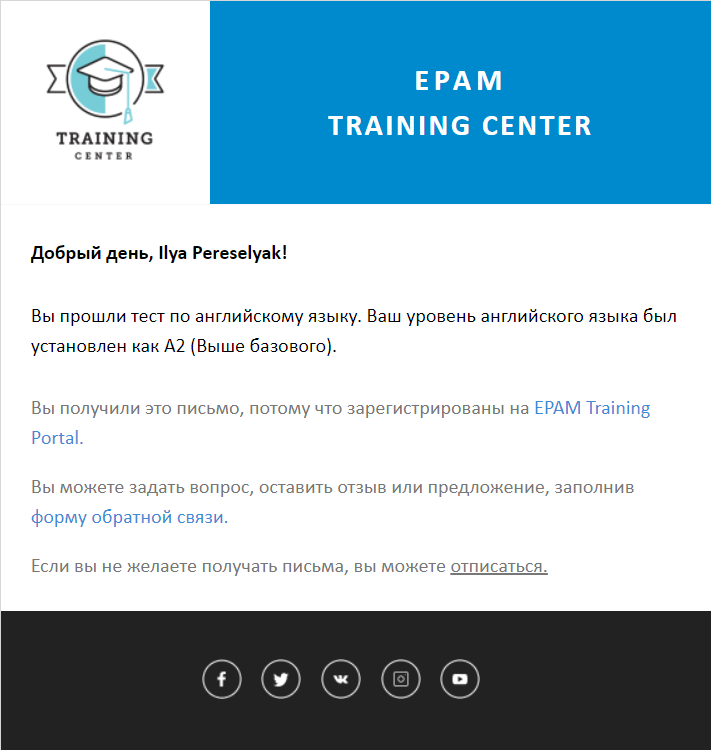 TRAINING
CENTER
EPAM
TRAINING CENTER
Добрый день, Ilya Pereselyak!
Вы прошли тест по английскому языку. Ваш уровень английского языка был
установлен как A2 (Выше базового).
Вы получили это письмо, потому что зарегистрированы на EPAM Training
Portal.
Вы можете задать вопрос, оставить отзыв или предложение, заполнив
форму обратной связи.
Если вы не желаете получать письма, вы можете отписаться.